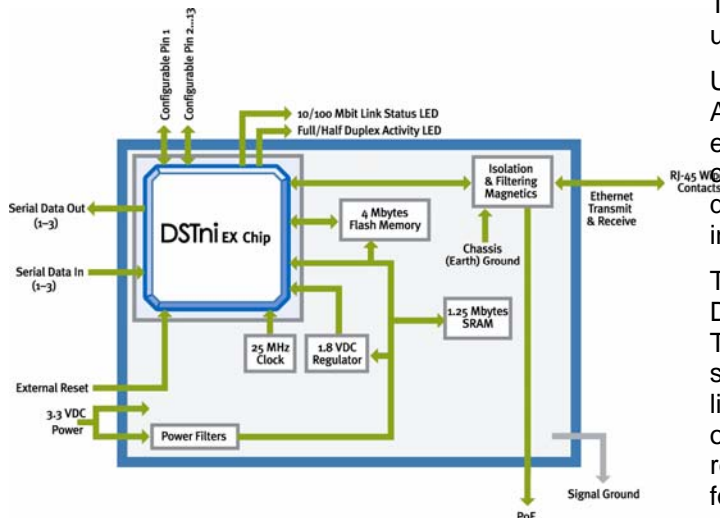 Configurable Pin 1
Configurable Pin 2...13
10/100 Mbit Link Status LED
Full/Half Duplex Activity LED
DSTni EX Chip
Serial Data Out
(1–3)
Serial Data In
(1–3)
4 Mbytes
Flash Memory
Isolation
& Filtering
Magnetics
Ethernet
Transmit
& Receive
RJ-45
Contacts
Chassis
(Earth) Ground
1.25 Mbytes
SRAM
25 MHz
Clock
1.8 VDC
Regulator
External Reset
3.3 VDC
Power
Power Filters
Signal Ground
PoE